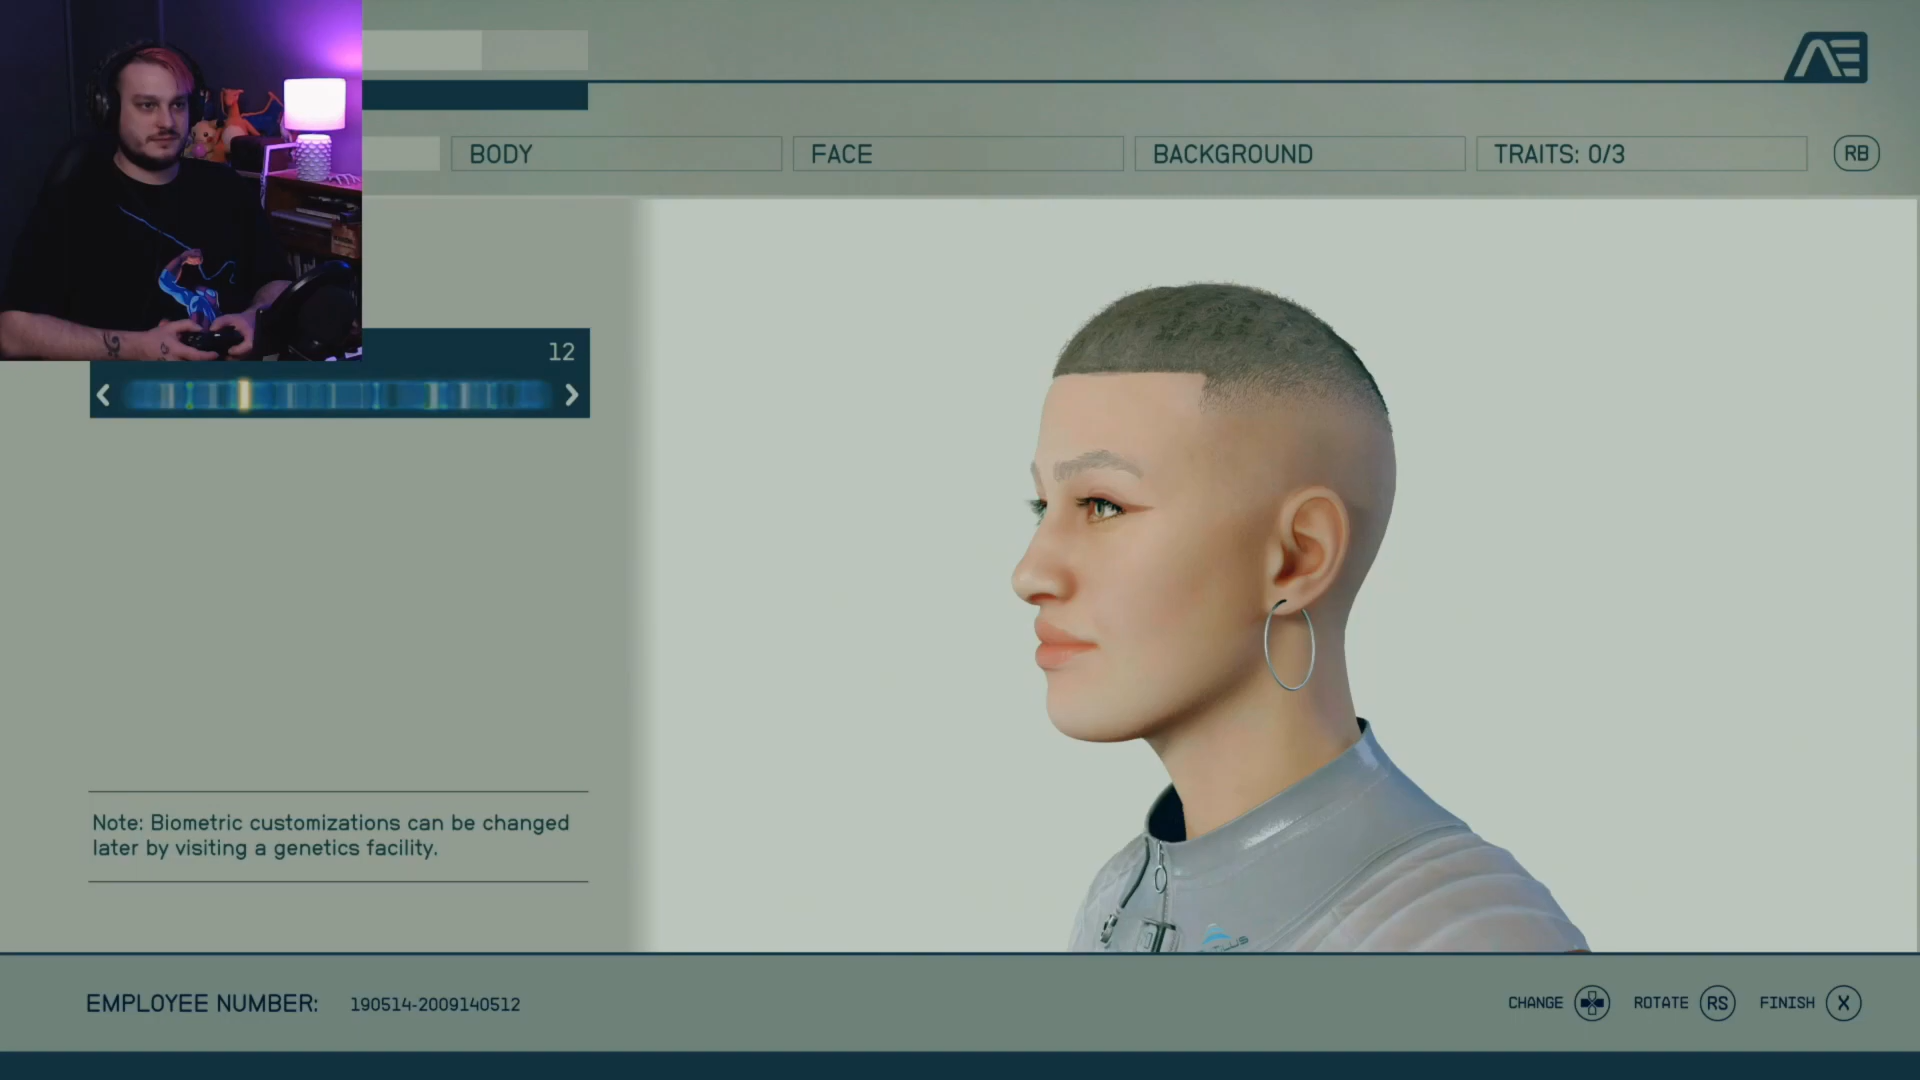 BODY
FACE
BACKGROUND
TRAITS: 0/3
RB
12
Note: Biometric customizations can be changed
later by visiting a genetics facility.
EMPLOYEE NUMBER: 190514-2009140512
CHANGE
ROTATE RS
FINISH X